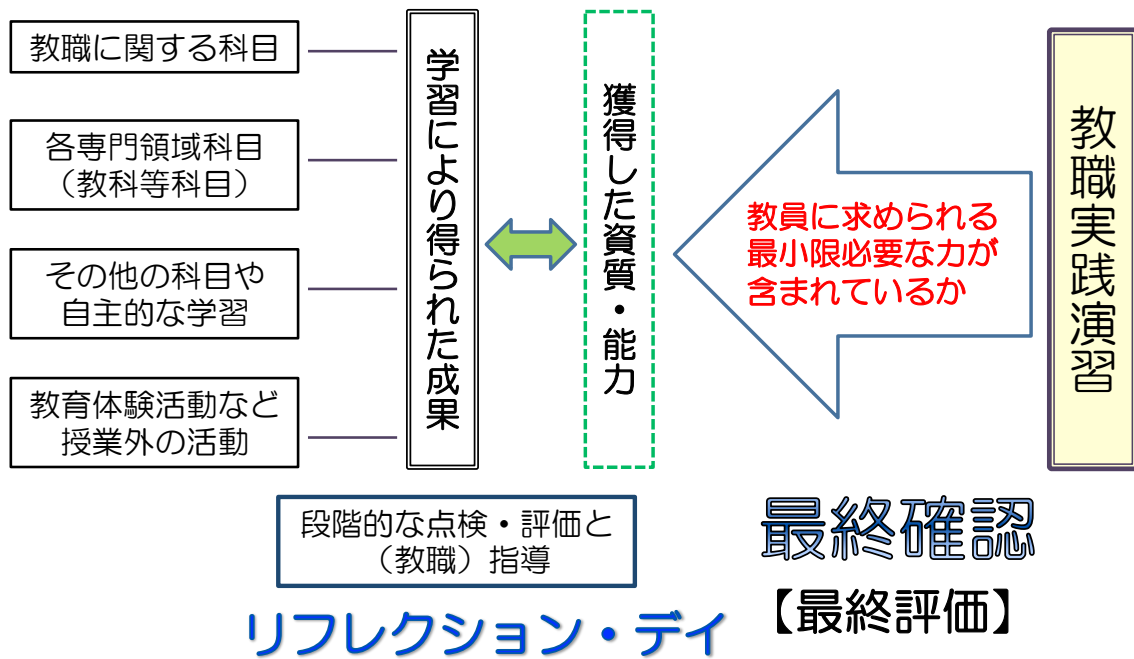 教職に関する科目
各専門領域科目
（教科等科目）
その他の科目や
自主的な学習
教育体験活動など
授業外の活動
学習により得られた成果
獲得した資質・能力
教員に求められる
最小限必要な力が
含まれているか
教職実践演習
段階的な点検・評価と
（教職）指導
リフレクション・デイ
最終確認
【最終評価】